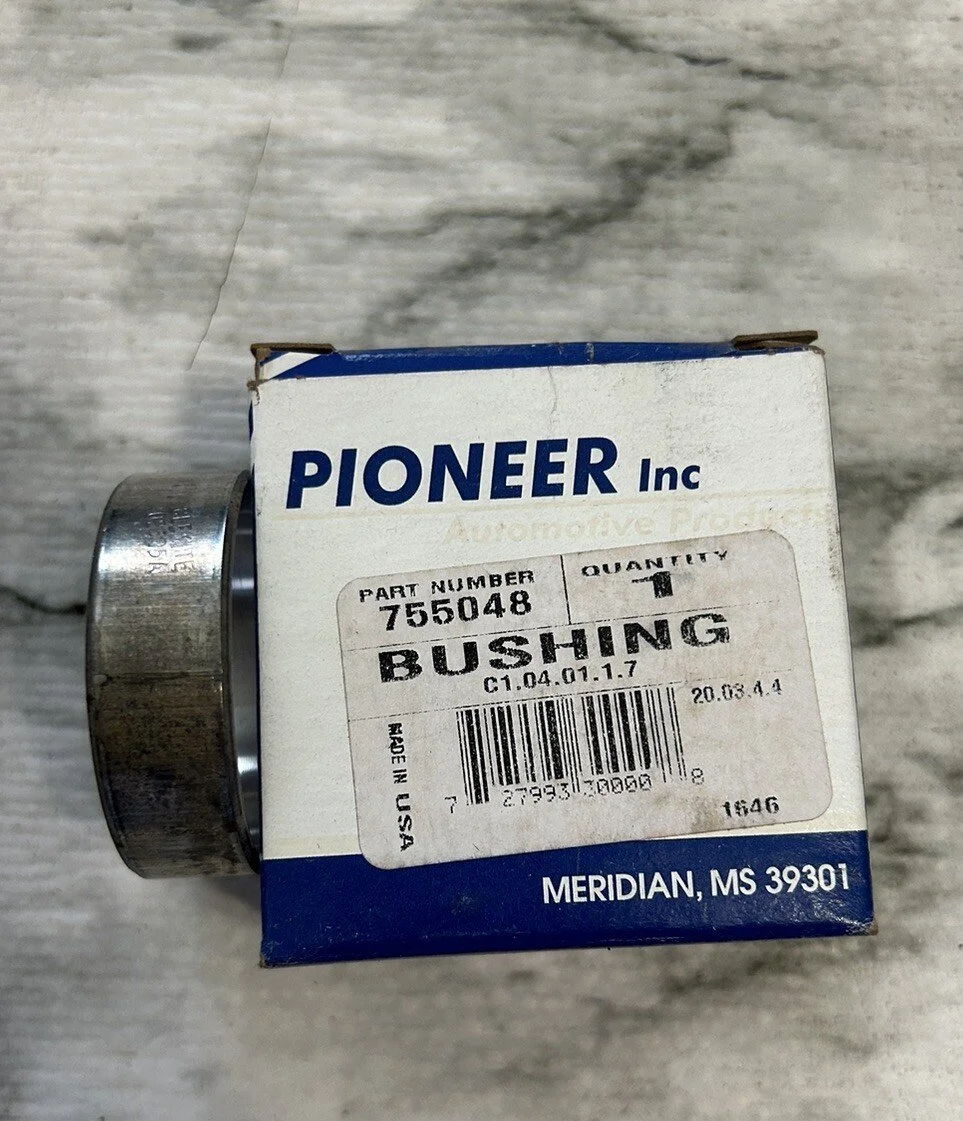 PIONEER Inc
Automotive Products
PART NUMBER
755048
QUANTITY
1
BUSHING
C1.04.01.1.7
20.03.4.4
MADE IN USA
7 27993 30000 8
1646
MERIDIAN, MS 39301